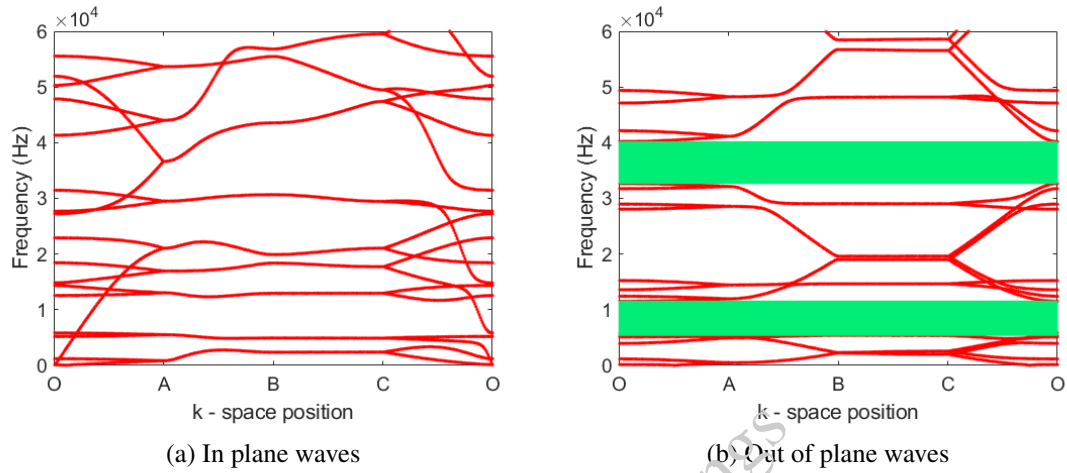 ×10⁴
6
5
4
3
2
1
0
Frequency (Hz)
O A B C O
k - space position
(a) In plane waves
×10⁴
6
5
4
3
2
1
0
Frequency (Hz)
O A B C O
k - space position
(b) Out of plane waves
ngs